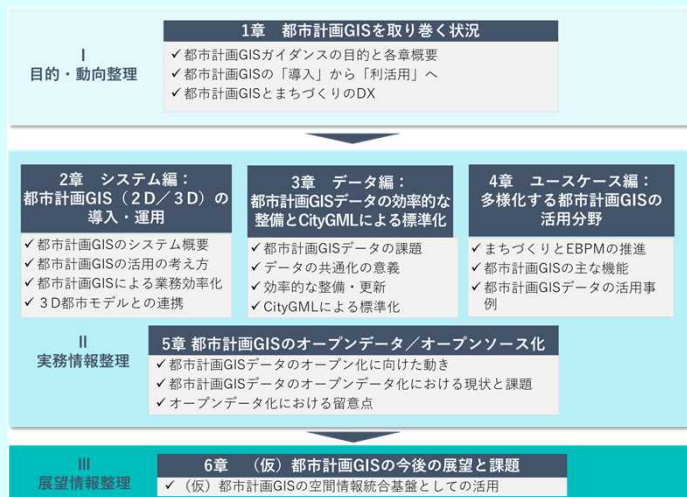 1章　都市計画GISを取り巻く状況
Ⅰ
目的・動向整理
✓都市計画GISガイダンスの目的と各章概要
✓都市計画GISの「導入」から「利活用」へ
✓都市計画GISとまちづくりのDX
2章　システム編：
都市計画GIS（２D／３D）の
導入・運用
✓都市計画GISのシステム概要
✓都市計画GISの活用の考え方
✓都市計画GISによる業務効率化
✓３D都市モデルとの連携
3章　データ編：
都市計画GISデータの効率的な
整備とCityGMLによる標準化
✓都市計画GISデータの課題
✓データの共通化の意義
✓効率的な整備・更新
✓CityGMLによる標準化
4章　ユースケース編：
多様化する都市計画GISの
活用分野
✓まちづくりとEBPMの推進
✓都市計画GISの主な機能
✓都市計画GISデータの活用事
例
Ⅱ
実務情報整理
5章 都市計画GISのオープンデータ／オープンソース化
✓都市計画GISデータのオープン化に向けた動き
✓都市計画GISデータのオープンデータ化における現状と課題
✓オープンデータ化における留意点
Ⅲ
展望情報整理
6章　（仮）都市計画GISの今後の展望と課題
✓（仮）都市計画GISの空間情報統合基盤としての活用